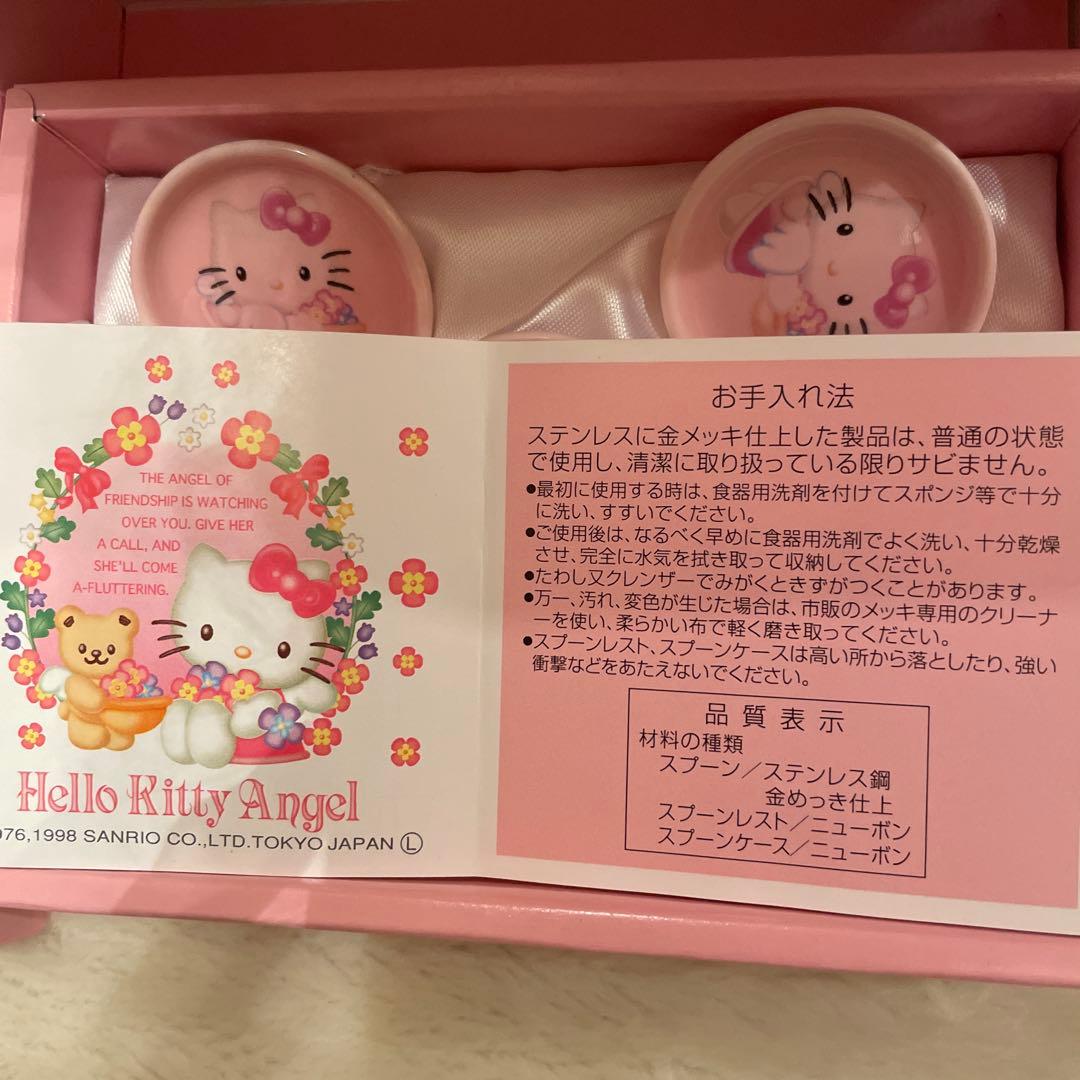 THE ANGEL OF
FRIENDSHIP IS WATCHING
OVER YOU. GIVE HER
A CALL, AND
SHE'LL COME
A-FLUTTERING.
Hello Kitty Angel
976,1998 SANRIO CO.,LTD.TOKYO JAPAN Ⓛ
お手入れ法
ステンレスに金メッキ仕上した製品は、普通の状態
で使用し、清潔に取り扱っている限りサビません。
●最初に使用する時は、食器用洗剤を付けてスポンジ等で十分
に洗い、すすいでください。
●ご使用後は、なるべく早めに食器用洗剤でよく洗い、十分乾燥
させ、完全に水気を拭き取って収納してください。
●たわし又クレンザーでみがくときずがつくことがあります。
●万一、汚れ、変色が生じた場合は、市販のメッキ専用のクリーナ
ーを使い、柔らかい布で軽く磨き取ってください。
●スプーンレスト、スプーンケースは高い所から落としたり、強い
衝撃などをあたえないでください。
品質表示
材料の種類
スプーン／ステンレス鋼
金めっき仕上
スプーンレスト／ニューボン
スプーンケース／ニューボン